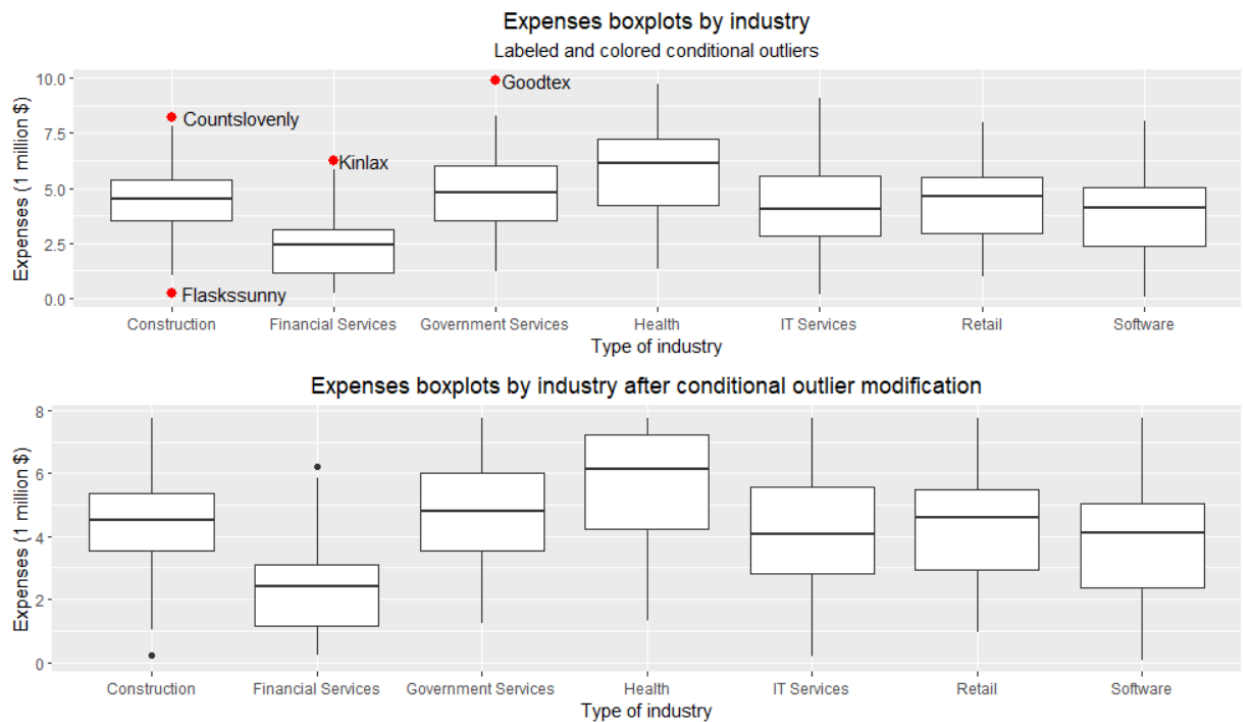 Expenses boxplots by industry
Labeled and colored conditional outliers
Expenses (1 million $)
10.0
7.5
5.0
2.5
0.0
Goodtex
Countslovenly
Kinlax
Flaskssunny
Construction Financial Services Government Services Health IT Services Retail Software
Type of industry
Expenses boxplots by industry after conditional outlier modification
Expenses (1 million $)
8
6
4
2
0
Construction Financial Services Government Services Health IT Services Retail Software
Type of industry